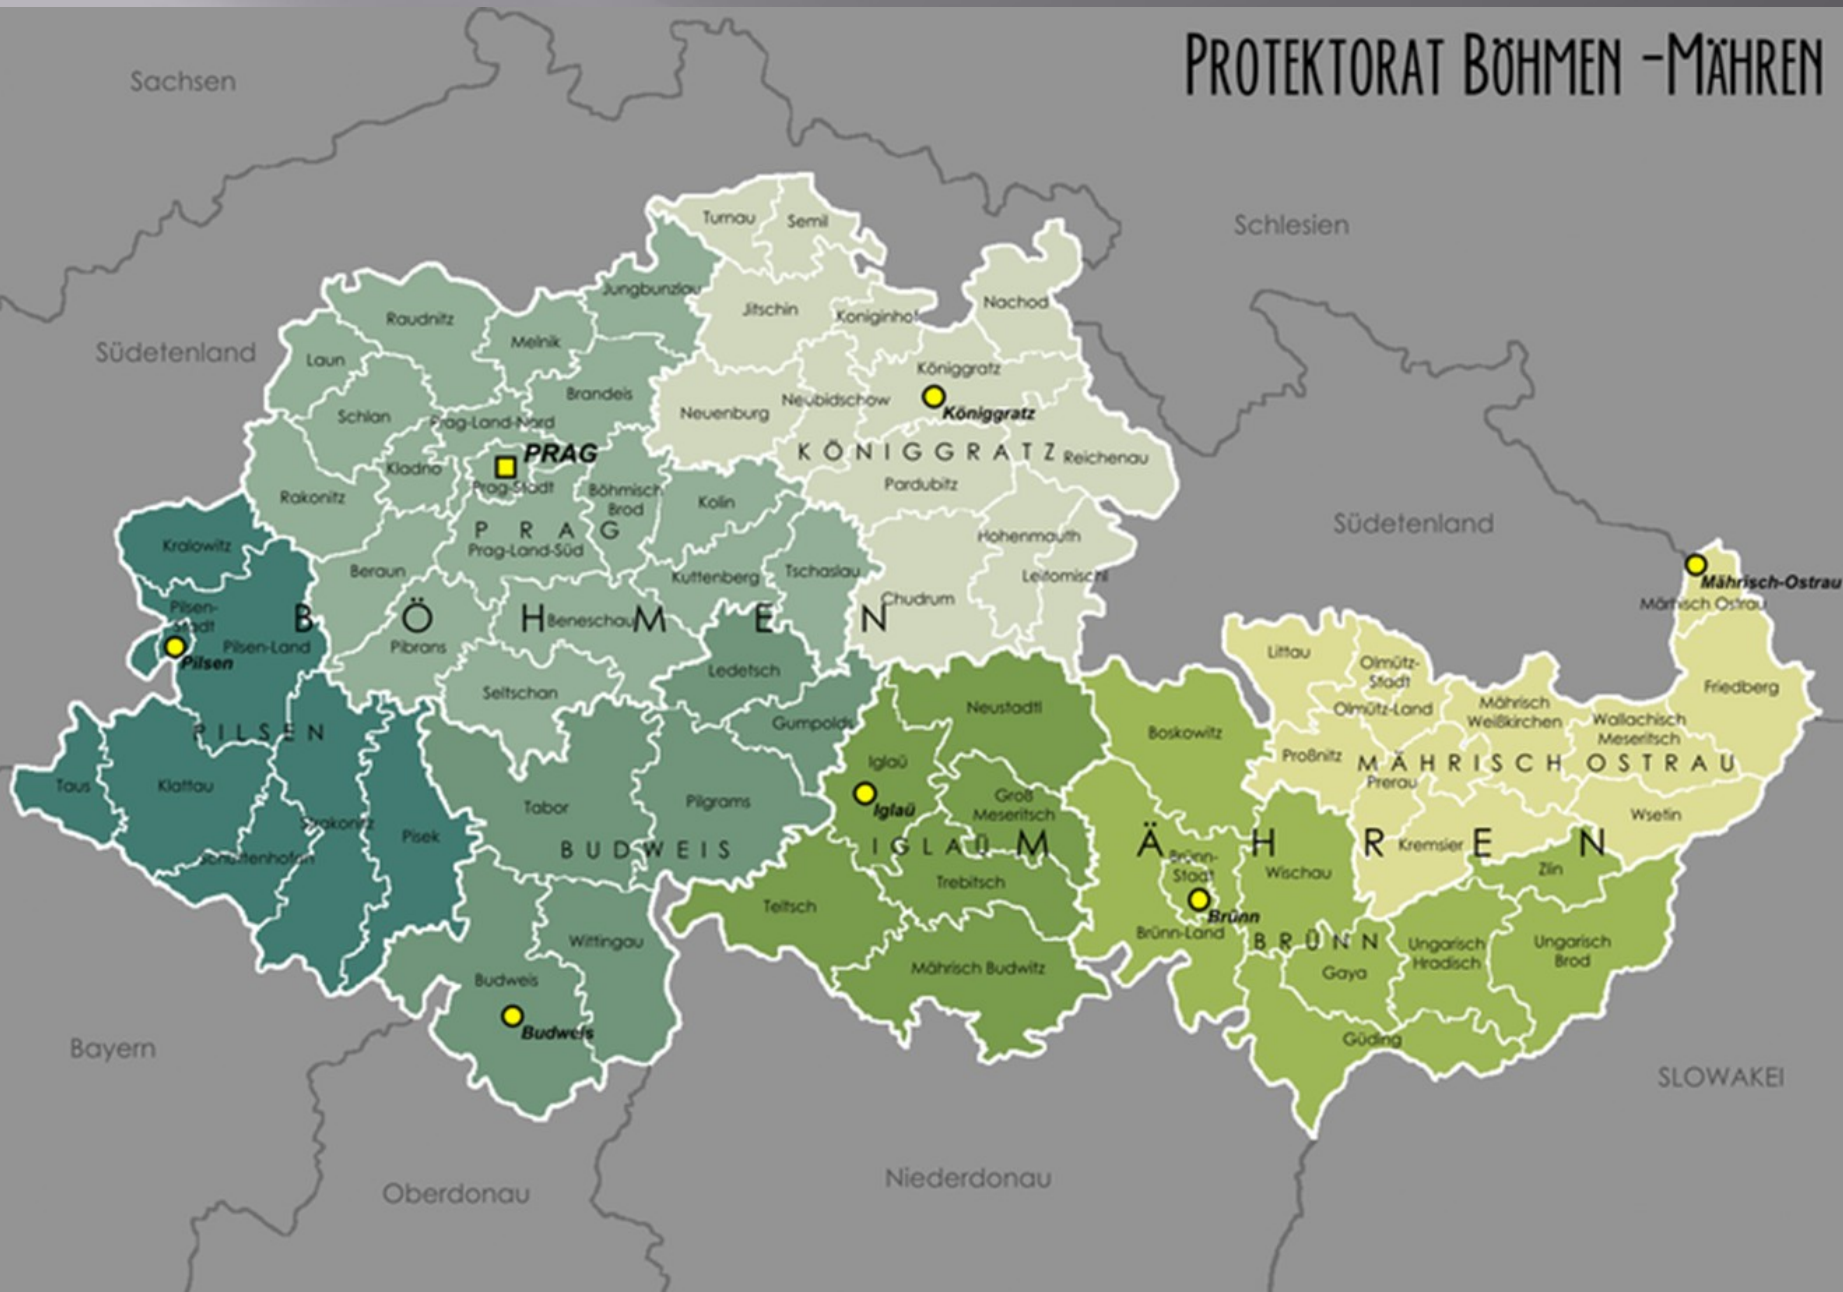 PROTEKTORAT BÖHMEN -MÄHREN
Sachsen
Schlesien
Südetenland
Turnau
Semil
Jungbunzlau
Jitschin
Königinhof
Nachod
Raudnitz
Melnik
Laun
Königgratz
Brandeis
Schlan
Neuenburg
Neubidschow
Königgratz
Prag-Land-Nord
PRAG
KÖNIGGRATZ
Reichenau
Kladno
Prag-Stadt
Rakonitz
Böhmisch
Brod
Kolin
Pardubitz
PRAG
Südetenland
Kralowitz
Prag-Land-Süd
Hohenmauth
Beraun
Kuttenberg
Tschaslau
Leitomischl
Mährisch-Ostrau
Märhisch Ostrau
Chudrum
Pilsen-
Stadt
BÖHMEN
Beneschau
Pilsen-Land
Pibrans
Pilsen
Ledetsch
Littau
Olmütz-
Stadt
Seltschan
Friedberg
Neustadtl
Olmütz-Land
Mährisch
Weißkirchen
Wallachisch
Meseritsch
Gumpolds
PILSEN
Boskowitz
Proßnitz
MÄHRISCH OSTRAU
Iglaü
Prerau
Taus
Klattau
Iglaü
Groß
Meseritsch
Tabor
Pilgrams
Wsetin
Strakonitz
Pisek
BUDWEIS
IGLAÜ
MÄHREN
Kremsier
Schüttenhofen
Brünn-
Stadt
Wischau
Zlin
Trebitsch
Teltsch
Brünn
Wittingau
Brünn-Land
BRÜNN
Ungarisch
Hradisch
Ungarisch
Brod
Mährisch Budwitz
Gaya
Budweis
Budweis
Güding
Bayern
SLOWAKEI
Niederdonau
Oberdonau